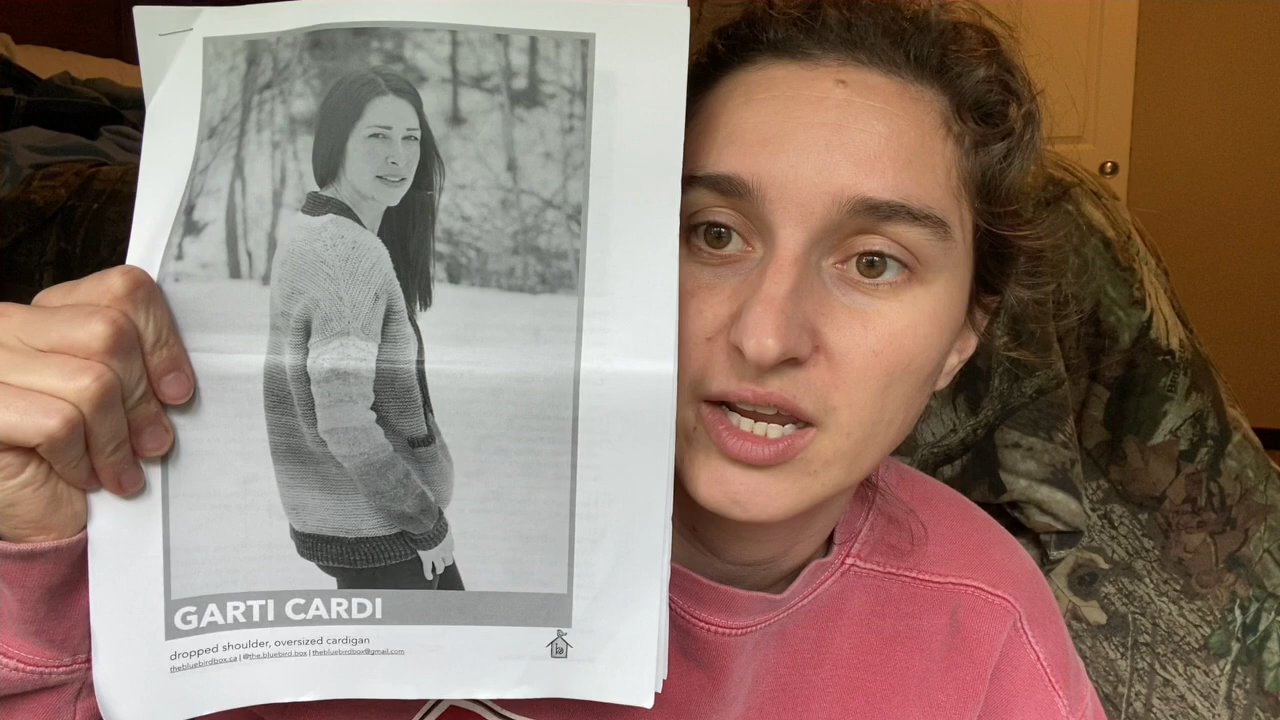 GARTI CARDI
dropped shoulder, oversized cardigan
thebluebirdbox.ca | @the.bluebird.box | thebluebirdbox@gmail.com